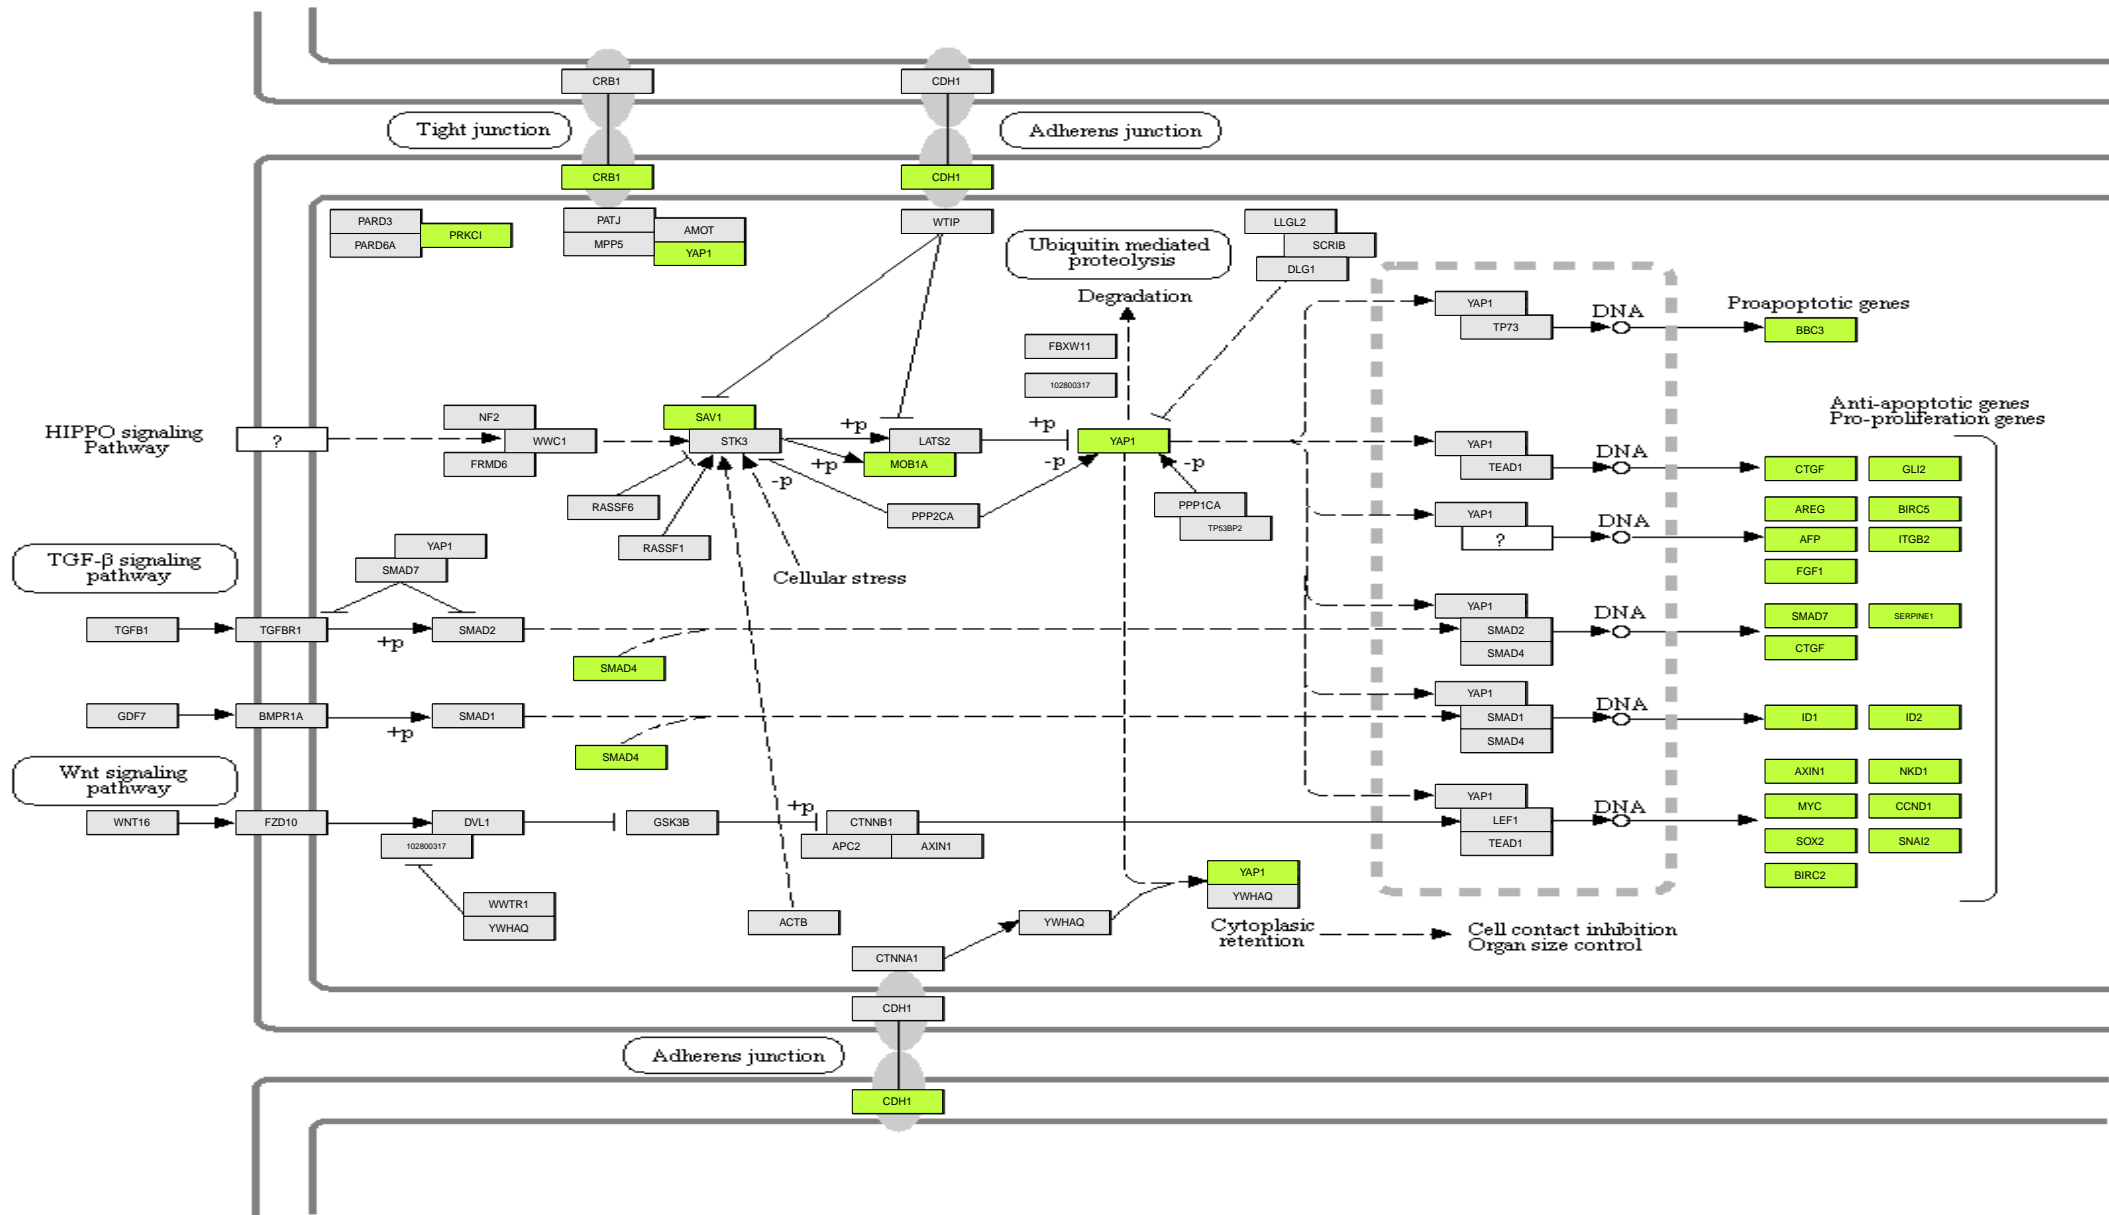 CRB1
CDH1
Tight junction
Adherens junction
CRB1
CDH1
PARD3
PARD6A
PRKCI
PATJ
MPP5
AMOT
YAP1
WTIP
Ubiquitin mediated
proteolysis
LLGL2
SCRIB
DLG1
Degradation
FBXW11
102800317
YAP1
TP73
DNA
Proapoptotic genes
BBC3
Anti-apoptotic genes
Pro-proliferation genes
HIPPO signaling
Pathway
?
NF2
WWC1
FRMD6
SAV1
STK3
+p
+p
-p
LATS2
MOB1A
+p
-p
YAP1
-p
RASSF6
RASSF1
PPP2CA
PPP1CA
TP53BP2
Cellular stress
YAP1
TEAD1
DNA
CTGF
GLI2
YAP1
?
DNA
AREG
BIRC5
AFP
ITGB2
FGF1
TGF-β signaling
pathway
YAP1
SMAD7
TGFB1
TGFBR1
+p
SMAD2
SMAD4
YAP1
SMAD2
SMAD4
DNA
SMAD7
SERPINE1
CTGF
GDF7
BMPR1A
+p
SMAD1
SMAD4
YAP1
SMAD1
SMAD4
DNA
ID1
ID2
Wnt signaling
pathway
WNT16
FZD10
DVL1
102800317
GSK3B
+p
CTNNB1
APC2
AXIN1
YAP1
LEF1
TEAD1
DNA
AXIN1
NKD1
MYC
CCND1
SOX2
SNAI2
BIRC2
WWTR1
YWHAQ
ACTB
YWHAQ
YAP1
YWHAQ
Cytoplasic
retention
Cell contact inhibition
Organ size control
CTNNA1
CDH1
Adherens junction
CDH1